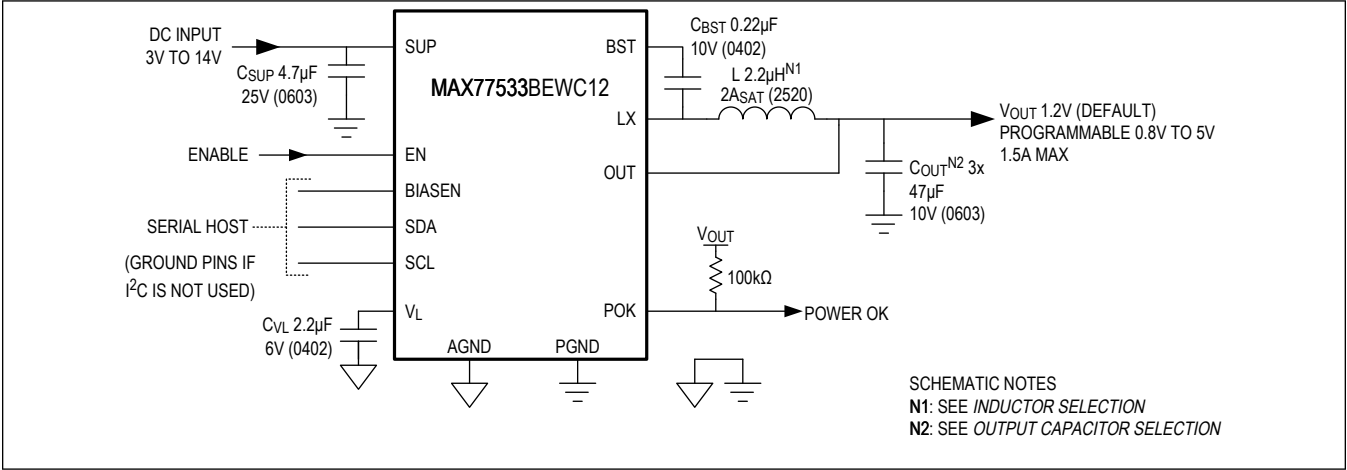 DC INPUT
3V TO 14V
CSUP 4.7µF
25V (0603)
ENABLE
SERIAL HOST
(GROUND PINS IF
I2C IS NOT USED)
CVL 2.2µF
6V (0402)
SUP
EN
BIASEN
SDA
SCL
VL
MAX77533BEWC12
AGND
PGND
BST
LX
OUT
POK
CBST 0.22µF
10V (0402)
L 2.2µHN1
2ASAT (2520)
VOUT 1.2V (DEFAULT)
PROGRAMMABLE 0.8V TO 5V
1.5A MAX
COUTN2 3x
47µF
10V (0603)
VOUT
100kΩ
POWER OK
SCHEMATIC NOTES
N1: SEE INDUCTOR SELECTION
N2: SEE OUTPUT CAPACITOR SELECTION